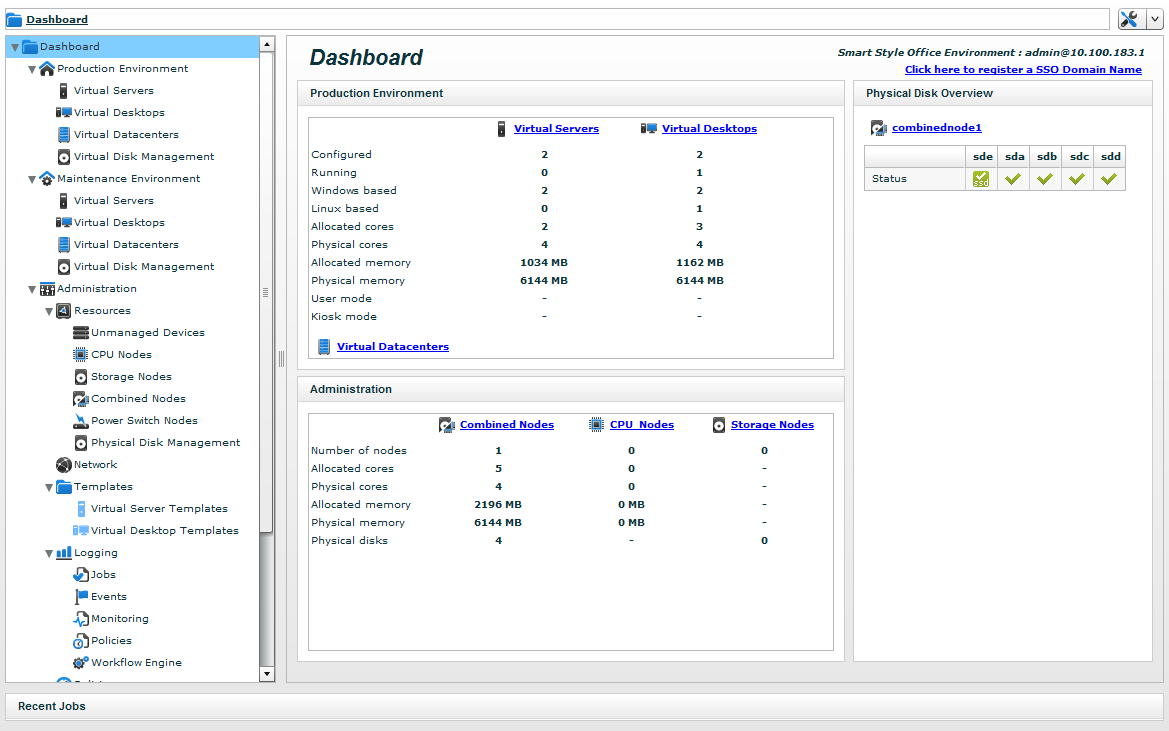 Dashboard
Dashboard
Production Environment
Virtual Servers
Virtual Desktops
Virtual Datacenters
Virtual Disk Management
Maintenance Environment
Virtual Servers
Virtual Desktops
Virtual Datacenters
Virtual Disk Management
Administration
Resources
Unmanaged Devices
CPU Nodes
Storage Nodes
Combined Nodes
Power Switch Nodes
Physical Disk Management
Network
Templates
Virtual Server Templates
Virtual Desktop Templates
Logging
Jobs
Events
Monitoring
Policies
Workflow Engine
Dashboard
Smart Style Office Environment : admin@10.100.183.1
Click here to register a SSO Domain Name
Production Environment
Virtual Servers Virtual Desktops
Configured 2 2
Running 0 1
Windows based 2 2
Linux based 0 1
Allocated cores 2 3
Physical cores 4 4
Allocated memory 1034 MB 1162 MB
Physical memory 6144 MB 6144 MB
User mode - -
Kiosk mode - -
Virtual Datacenters
Administration
Combined Nodes CPU Nodes Storage Nodes
Number of nodes 1 0 0
Allocated cores 5 0 -
Physical cores 4 0 -
Allocated memory 2196 MB 0 MB -
Physical memory 6144 MB 0 MB -
Physical disks 4 - 0
Physical Disk Overview
combinednode1
sde sda sdb sdc sdd
Status SSD
Recent Jobs